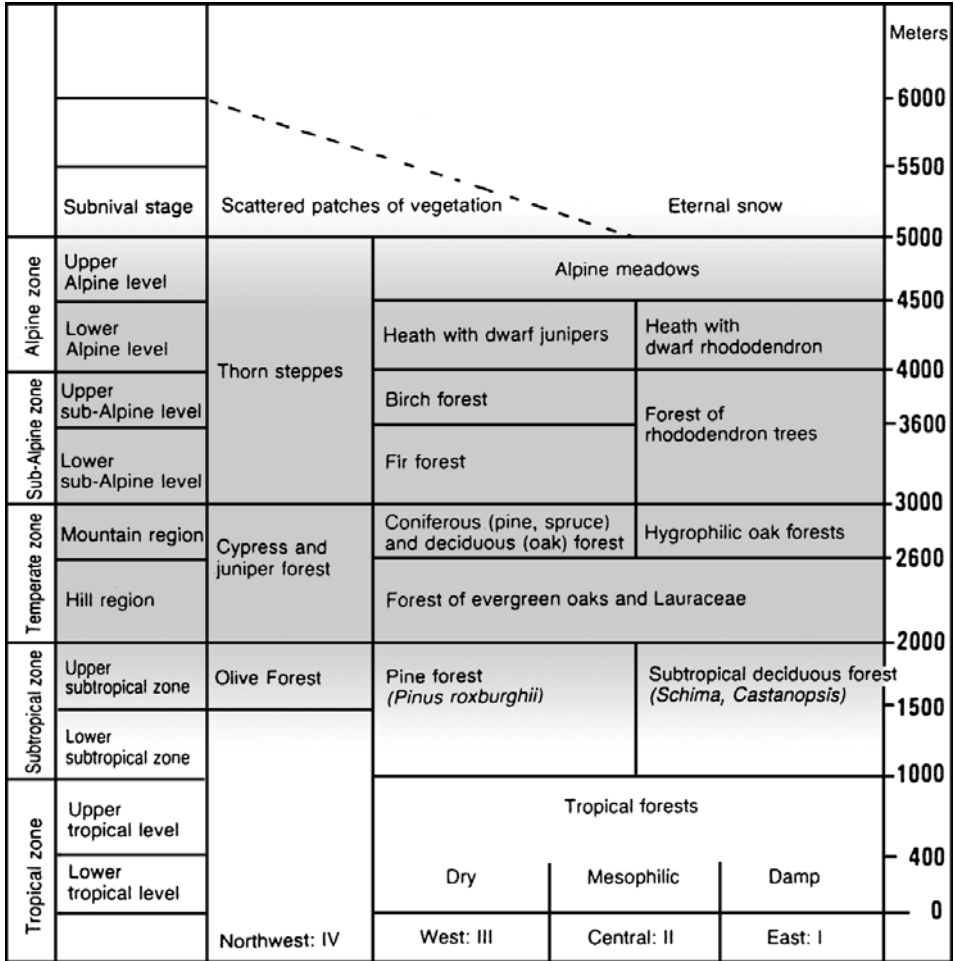 Meters
6000
5500
Subnival stage
Scattered patches of vegetation
Eternal snow
5000
Alpine zone
Upper
Alpine level
Alpine meadows
4500
Lower
Alpine level
Thorn steppes
Heath with dwarf junipers
Heath with
dwarf rhododendron
4000
Sub-Alpine zone
Upper
sub-Alpine level
Birch forest
Forest of
rhododendron trees
3600
Lower
sub-Alpine level
Fir forest
3000
Temperate zone
Mountain region
Cypress and
juniper forest
Coniferous (pine, spruce)
and deciduous (oak) forest
Hygrophilic oak forests
2600
Hill region
Forest of evergreen oaks and Lauraceae
2000
Subtropical zone
Upper
subtropical zone
Olive Forest
Pine forest
(Pinus roxburghii)
Subtropical deciduous forest
(Schima, Castanopsis)
1500
Lower
subtropical zone
1000
Tropical zone
Upper
tropical level
Tropical forests
400
Lower
tropical level
Dry
Mesophilic
Damp
0
Northwest: IV
West: III
Central: II
East: I